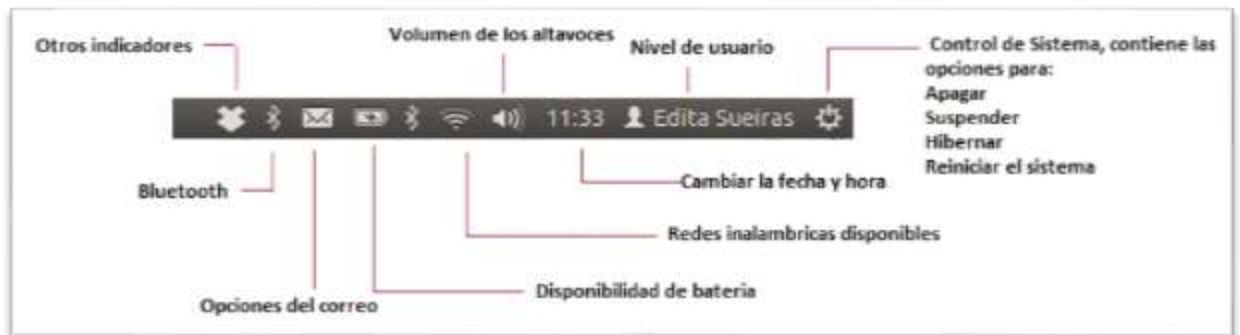 Otros indicadores
Volumen de los altavoces
Nivel de usuario
Control de Sistema, contiene las
opciones para:
Apagar
Suspender
Hibernar
Reiniciar el sistema
11:33 Edita Sueiras
Bluetooth
Cambiar la fecha y hora
Redes inalambricas disponibles
Disponibilidad de bateria
Opciones del correo